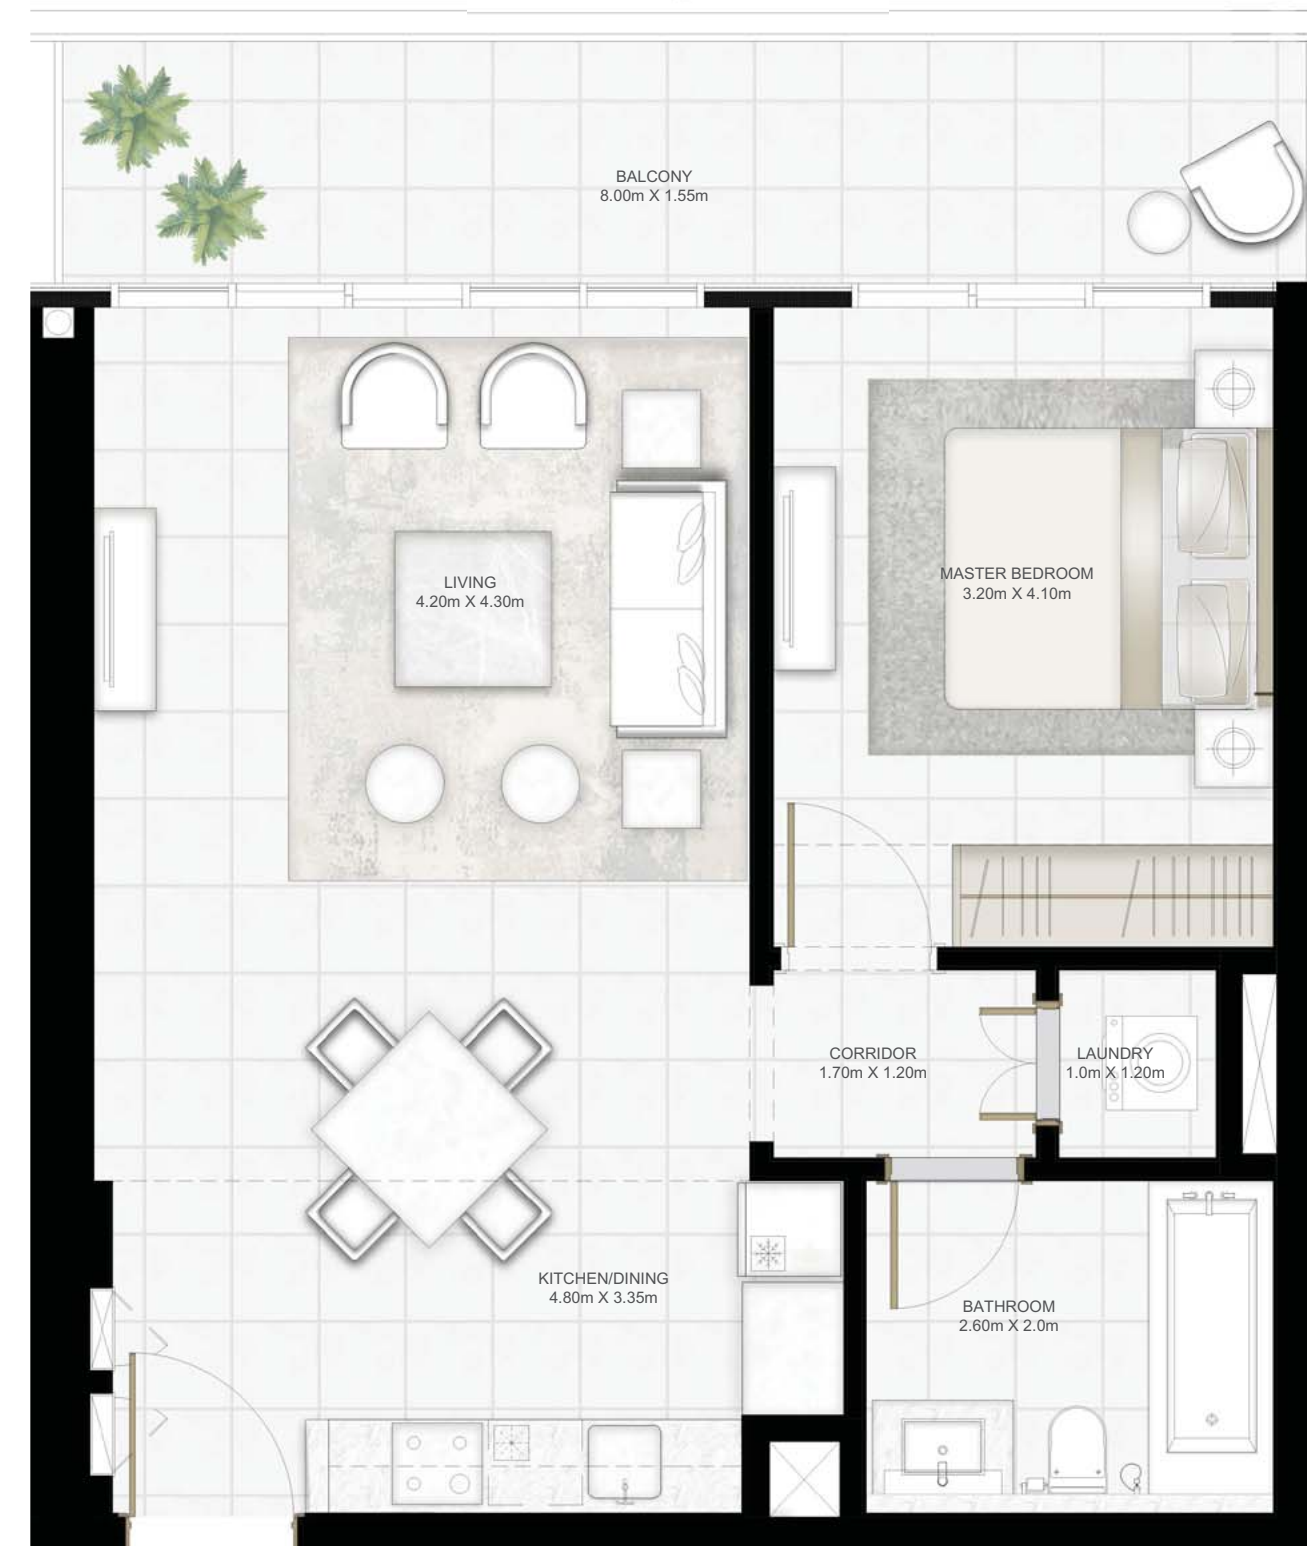 BALCONY
8.00m X 1.55m
LIVING
4.20m X 4.30m
MASTER BEDROOM
3.20m X 4.10m
CORRIDOR
1.70m X 1.20m
LAUNDRY
1.0m X 1.20m
KITCHEN/DINING
4.80m X 3.35m
BATHROOM
2.60m X 2.0m